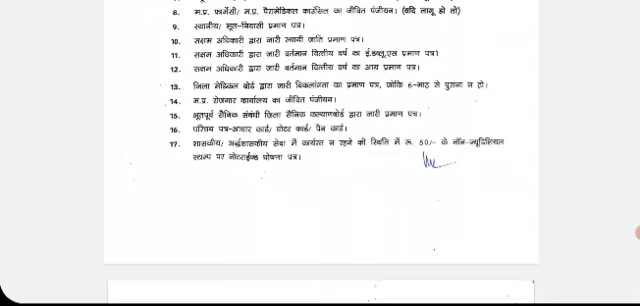 8. म.प्र. फार्मेसी/ म.प्र. पैरामेडिकल काउंसिल का जीवित पंजीयन। (यदि लागू हो तो)
9. स्थानीय/ मूल-निवासी प्रमाण पत्र।
10. सक्षम अधिकारी द्वारा जारी स्थायी जाति प्रमाण पत्र।
11. सक्षम अधिकारी द्वारा जारी वर्तमान वित्तीय वर्ष का ई.डब्लू.एस प्रमाण पत्र।
12. सक्षम अधिकारी द्वारा जारी वर्तमान वित्तीय वर्ष का आय प्रमाण पत्र।
13. जिला मेडिकल बोर्ड द्वारा जारी विकलांगता का प्रमाण पत्र, जोकि 6-माह से पुराना न हो।
14. म.प्र. रोजगार कार्यालय का जीवित पंजीयन।
15. भूतपूर्व सैनिक संबंधी जिला सैनिक कल्याणबोर्ड द्वारा जारी प्रमाण पत्र।
16. परिचय पत्र-आधार कार्ड/ वोटर कार्ड/ पैन कार्ड।
17. शासकीय/ अर्द्धशासकीय सेवा में कार्यरत न रहने की स्थिति में रू. 50/- के नॉन-ज्यूडिशियल
स्टाम्प पर नोटराईज्ड घोषणा पत्र।